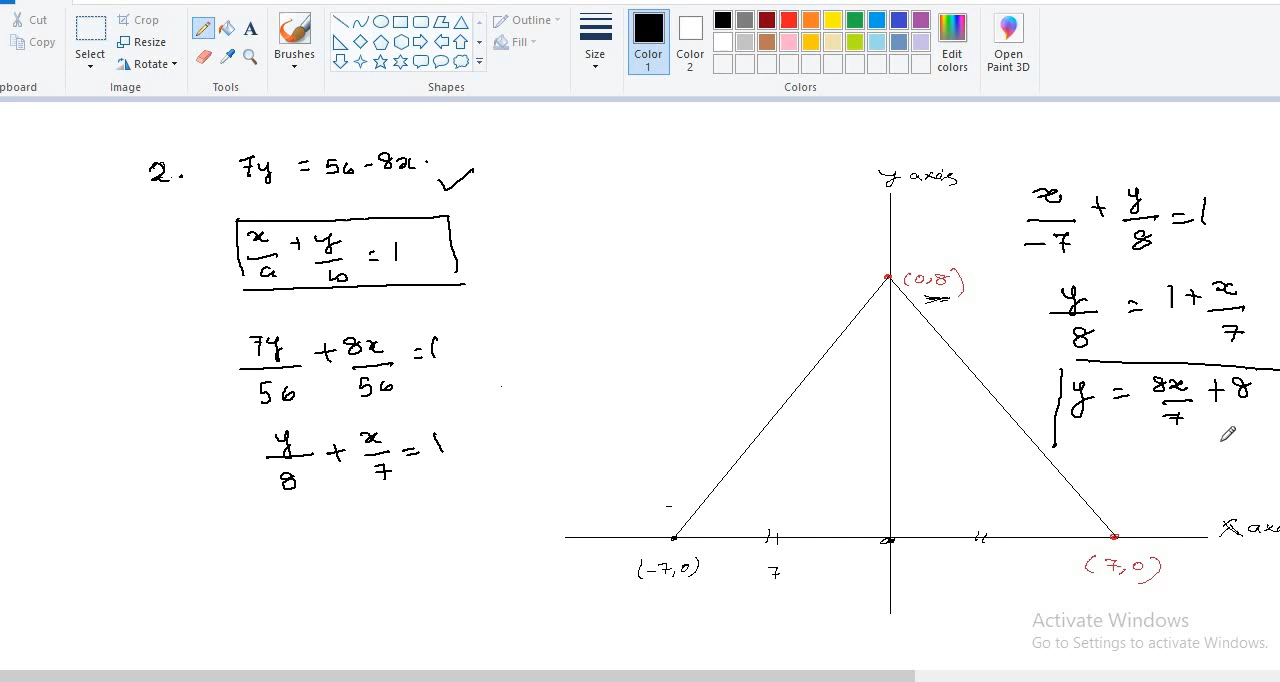 Cut
Copy
pboard
Select
Crop
Resize
Rotate
Image
A
Tools
Brushes
Outline
Fill
Shapes
Size
Color 1
Color 2
Edit colors
Colors
Open Paint 3D
2. 7y = 56 - 8x.
x/a + y/b = 1
7y/56 + 8x/56 = 1
y/8 + x/7 = 1
y axis
(0,8)
(-7,0)
7
(7,0)
X axi
x/-7 + y/8 = 1
y/8 = 1 + x/7
y = 8x/7 + 8
Activate Windows
Go to Settings to activate Windows.